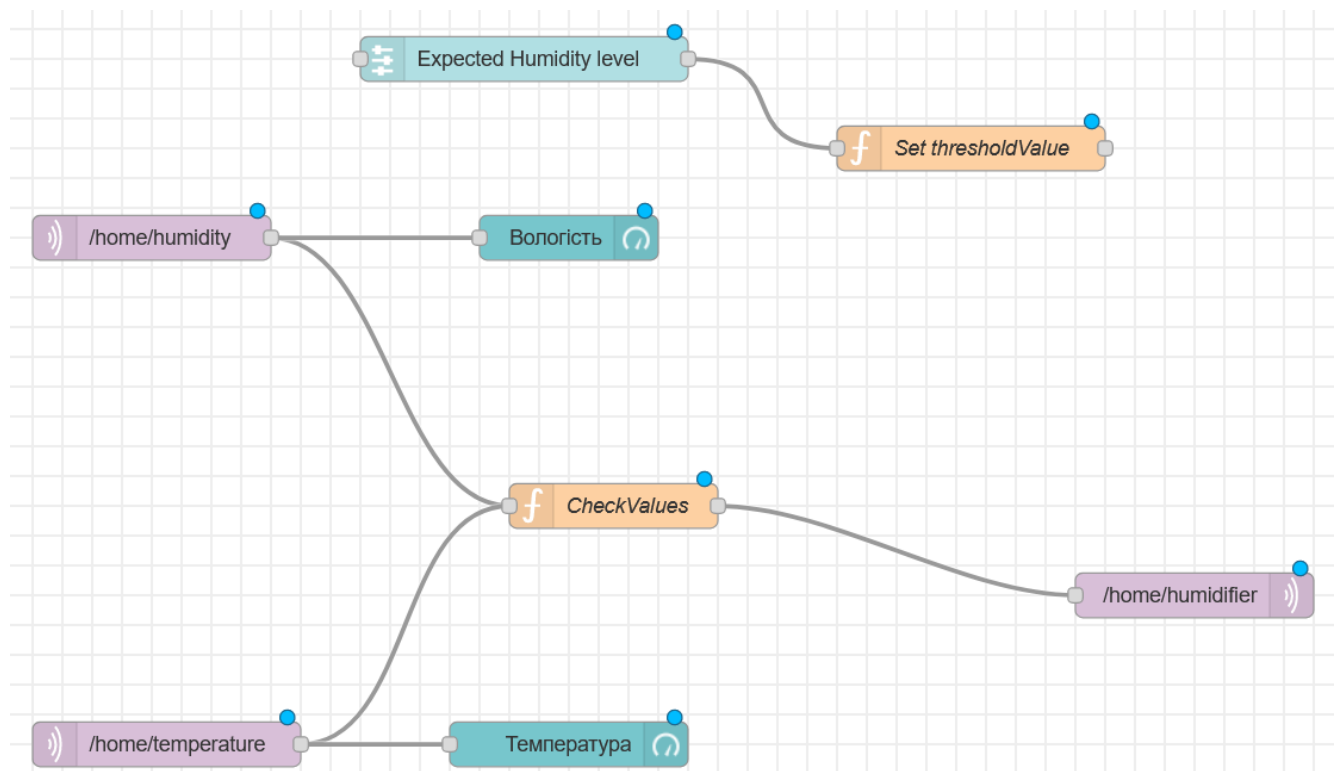 Expected Humidity level
Set thresholdValue
/home/humidity
Вологість
CheckValues
/home/humidifier
/home/temperature
Температура